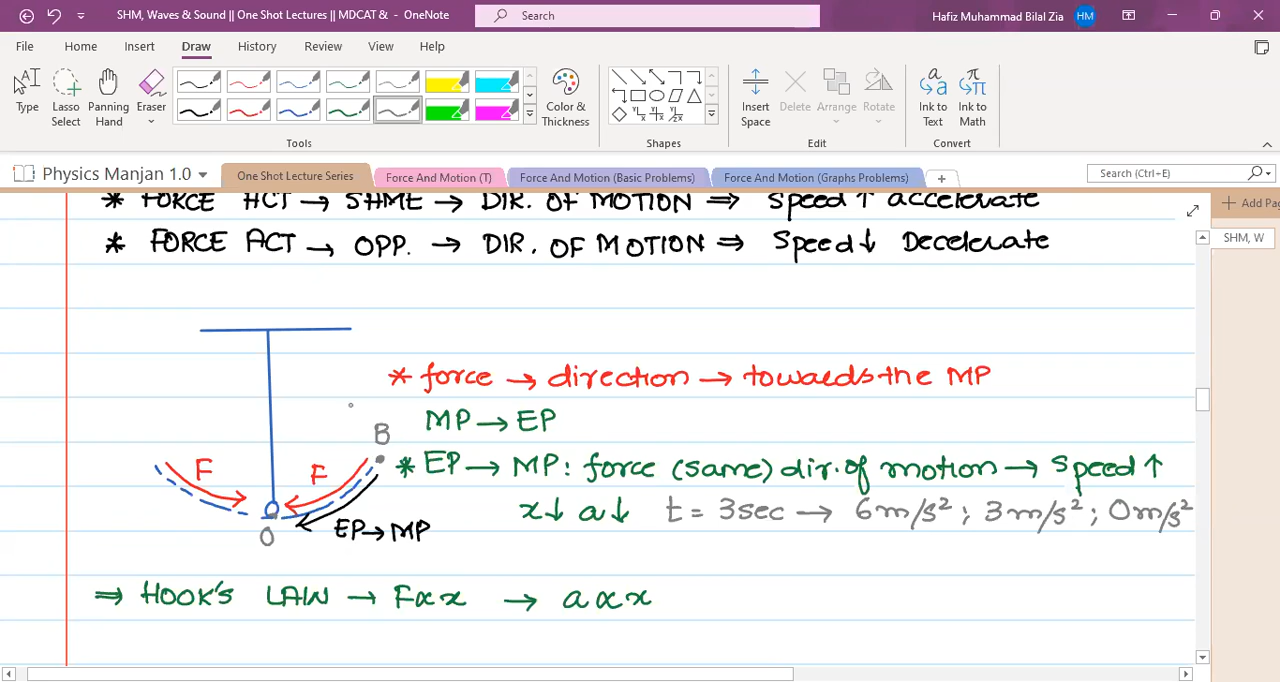 SHM, Waves & Sound || One Shot Lectures || MDCAT & - OneNote
Search
Hafiz Muhammad Bilal Zia HM
File Home Insert Draw History Review View Help
Type Lasso Select Panning Hand Eraser
Color & Thickness
Insert Space Delete Arrange Rotate
Ink to Text Ink to Math
Tools Shapes Edit Convert
Physics Manjan 1.0 One Shot Lecture Series Force And Motion (T) Force And Motion (Basic Problems) Force And Motion (Graphs Problems) Search (Ctrl+E)
Add Pag
SHM, W
* FORCE ACT → SAME → DIR. OF MOTION ⇒ Speed ↑ accelerate
* FORCE ACT → OPP. → DIR. OF MOTION ⇒ Speed ↓ Decelerate
* force → direction → towards the MP
MP → EP
B
* EP → MP: force (same) dir. of motion → speed ↑
F F
x↓ a↓ t = 3sec → 6m/s²; 3m/s²; 0m/s²
O EP → MP
⇒ HOOK'S LAW → F∝x → a∝x